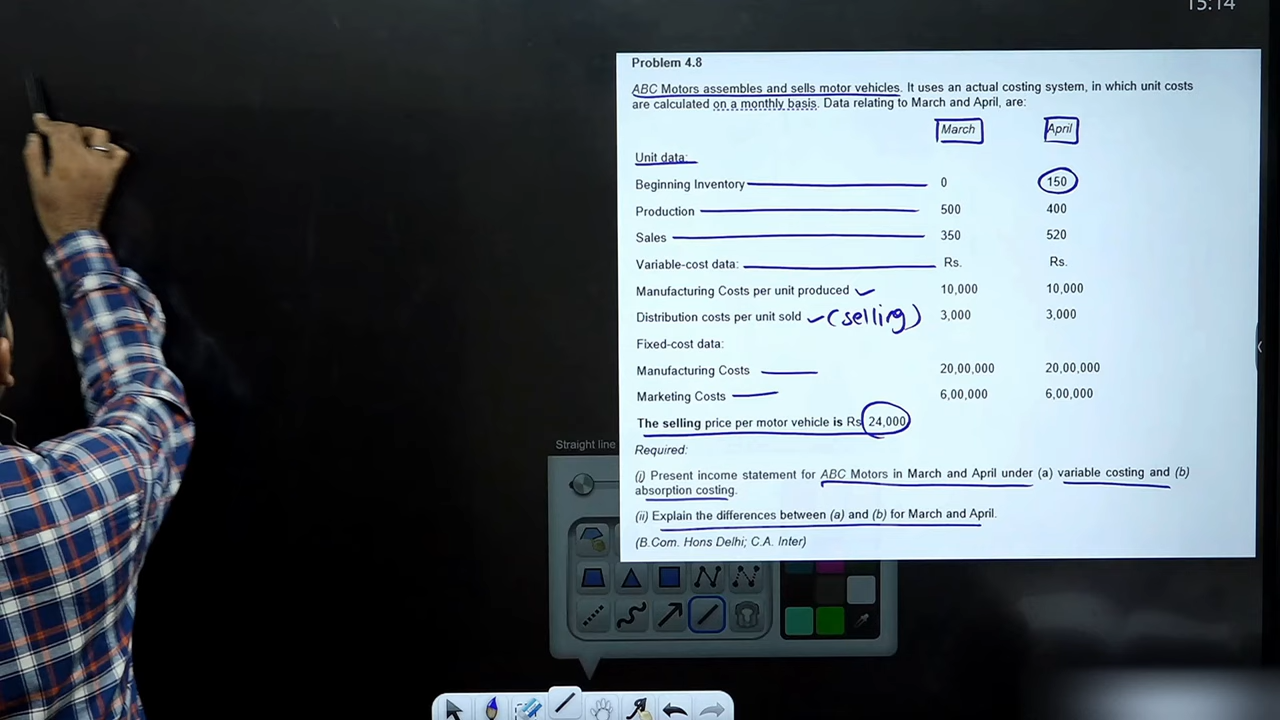 15:14
Problem 4.8
ABC Motors assembles and sells motor vehicles. It uses an actual costing system, in which unit costs
are calculated on a monthly basis. Data relating to March and April, are:
March April
Unit data:
Beginning Inventory 0 150
Production 500 400
Sales 350 520
Variable-cost data: Rs. Rs.
Manufacturing Costs per unit produced 10,000 10,000
Distribution costs per unit sold (selling) 3,000 3,000
Fixed-cost data:
Manufacturing Costs 20,00,000 20,00,000
Marketing Costs 6,00,000 6,00,000
The selling price per motor vehicle is Rs 24,000
Straight line
Required:
(i) Present income statement for ABC Motors in March and April under (a) variable costing and (b)
absorption costing.
(ii) Explain the differences between (a) and (b) for March and April.
(B.Com. Hons Delhi; C.A. Inter)